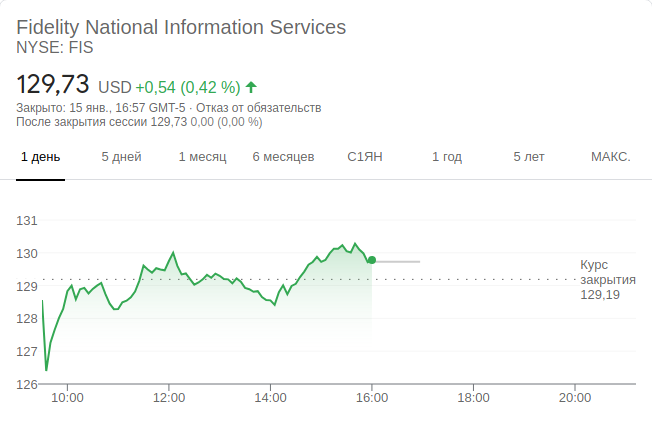 Fidelity National Information Services
NYSE: FIS
129,73 USD +0,54 (0,42 %)
Закрыто: 15 янв., 16:57 GMT-5 · Отказ от обязательств
После закрытия сессии 129,73 0,00 (0,00 %)
1 день 5 дней 1 месяц 6 месяцев С1ЯН 1 год 5 лет МАКС.
131
130
129
128
127
126
Курс
закрытия
129,19
10:00 12:00 14:00 16:00 18:00 20:00